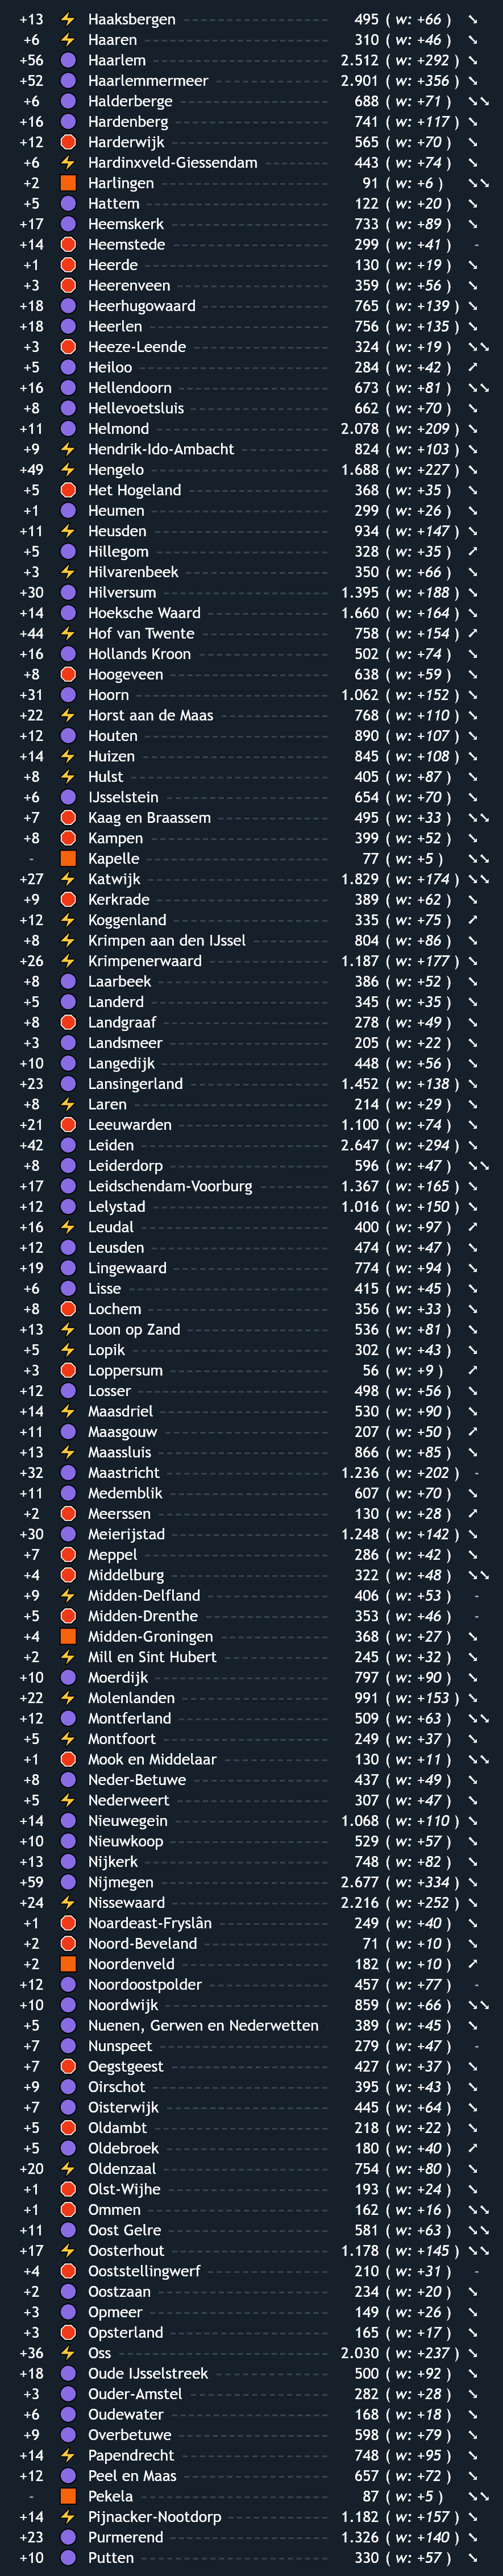 +13 ⚡ Haaksbergen 495 ( w: +66 ) ↘
+6 ⚡ Haaren 310 ( w: +46 ) ↘
+56 Haarlem 2.512 ( w: +292 ) ↘
+52 Haarlemmermeer 2.901 ( w: +356 ) ↘
+6 Halderberge 688 ( w: +71 ) ↘↘
+16 Hardenberg 741 ( w: +117 ) ↘
+12 Harderwijk 565 ( w: +70 ) ↘
+6 ⚡ Hardinxveld-Giessendam 443 ( w: +74 ) ↘
+2 Harlingen 91 ( w: +6 ) ↘↘
+5 Hattem 122 ( w: +20 ) ↘
+17 Heemskerk 733 ( w: +89 ) ↘
+14 Heemstede 299 ( w: +41 ) -
+1 Heerde 130 ( w: +19 ) ↘
+3 Heerenveen 359 ( w: +56 ) ↘
+18 Heerhugowaard 765 ( w: +139 ) ↘
+18 Heerlen 756 ( w: +135 ) ↘
+3 Heeze-Leende 324 ( w: +19 ) ↘↘
+5 Heiloo 284 ( w: +42 ) ↗
+16 Hellendoorn 673 ( w: +81 ) ↘↘
+8 Hellevoetsluis 662 ( w: +70 ) ↘
+11 Helmond 2.078 ( w: +209 ) ↘
+9 ⚡ Hendrik-Ido-Ambacht 824 ( w: +103 ) ↘
+49 ⚡ Hengelo 1.688 ( w: +227 ) ↘
+5 Het Hogeland 368 ( w: +35 ) ↘
+1 Heumen 299 ( w: +26 ) ↘
+11 ⚡ Heusden 934 ( w: +147 ) ↘
+5 Hillegom 328 ( w: +35 ) ↗
+3 ⚡ Hilvarenbeek 350 ( w: +66 ) ↘
+30 Hilversum 1.395 ( w: +188 ) ↘
+14 Hoeksche Waard 1.660 ( w: +164 ) ↘
+44 ⚡ Hof van Twente 758 ( w: +154 ) ↗
+16 Hollands Kroon 502 ( w: +74 ) ↘
+8 Hoogeveen 638 ( w: +59 ) ↘
+31 Hoorn 1.062 ( w: +152 ) ↘
+22 ⚡ Horst aan de Maas 768 ( w: +110 ) ↘
+12 Houten 890 ( w: +107 ) ↘
+14 ⚡ Huizen 845 ( w: +108 ) ↘
+8 ⚡ Hulst 405 ( w: +87 ) ↘
+6 IJsselstein 654 ( w: +70 ) ↘
+7 Kaag en Braassem 495 ( w: +33 ) ↘↘
+8 Kampen 399 ( w: +52 ) ↘
- Kapelle 77 ( w: +5 ) ↘↘
+27 ⚡ Katwijk 1.829 ( w: +174 ) ↘↘
+9 Kerkrade 389 ( w: +62 ) ↘
+12 ⚡ Koggenland 335 ( w: +75 ) ↗
+8 ⚡ Krimpen aan den IJssel 804 ( w: +86 ) ↘
+26 ⚡ Krimpenerwaard 1.187 ( w: +177 ) ↘
+8 Laarbeek 386 ( w: +52 ) ↘
+5 Landerd 345 ( w: +35 ) ↘
+8 Landgraaf 278 ( w: +49 ) ↘
+3 Landsmeer 205 ( w: +22 ) ↘
+10 Langedijk 448 ( w: +56 ) ↘
+23 Lansingerland 1.452 ( w: +138 ) ↘
+8 ⚡ Laren 214 ( w: +29 ) ↘
+21 Leeuwarden 1.100 ( w: +74 ) ↘
+42 Leiden 2.647 ( w: +294 ) ↘
+8 Leiderdorp 596 ( w: +47 ) ↘↘
+17 Leidschendam-Voorburg 1.367 ( w: +165 ) ↘
+12 Lelystad 1.016 ( w: +150 ) ↘
+16 ⚡ Leudal 400 ( w: +97 ) ↗
+12 Leusden 474 ( w: +47 ) ↘
+19 Lingewaard 774 ( w: +94 ) ↘
+6 Lisse 415 ( w: +45 ) ↘
+8 Lochem 356 ( w: +33 ) ↘
+13 ⚡ Loon op Zand 536 ( w: +81 ) ↘
+5 ⚡ Lopik 302 ( w: +43 ) ↘
+3 Loppersum 56 ( w: +9 ) ↗
+12 Losser 498 ( w: +56 ) ↘
+14 ⚡ Maasdriel 530 ( w: +90 ) ↘
+11 Maasgouw 207 ( w: +50 ) ↗
+13 ⚡ Maassluis 866 ( w: +85 ) ↘
+32 Maastricht 1.236 ( w: +202 ) -
+11 Medemblik 607 ( w: +70 ) ↘
+2 Meerssen 130 ( w: +28 ) ↗
+30 Meierijstad 1.248 ( w: +142 ) ↘
+7 Meppel 286 ( w: +42 ) ↘
+4 Middelburg 322 ( w: +48 ) ↘↘
+9 ⚡ Midden-Delfland 406 ( w: +53 ) -
+5 Midden-Drenthe 353 ( w: +46 ) -
+4 Midden-Groningen 368 ( w: +27 ) ↘
+2 ⚡ Mill en Sint Hubert 245 ( w: +32 ) ↘
+10 Moerdijk 797 ( w: +90 ) ↘
+22 ⚡ Molenlanden 991 ( w: +153 ) ↘
+12 Montferland 509 ( w: +63 ) ↘↘
+5 ⚡ Montfoort 249 ( w: +37 ) ↘
+1 Mook en Middelaar 130 ( w: +11 ) ↘↘
+8 Neder-Betuwe 437 ( w: +49 ) ↘
+5 ⚡ Nederweert 307 ( w: +47 ) ↘
+14 Nieuwegein 1.068 ( w: +110 ) ↘
+10 Nieuwkoop 529 ( w: +57 ) ↘
+13 Nijkerk 748 ( w: +82 ) ↘
+59 Nijmegen 2.677 ( w: +334 ) ↘
+24 ⚡ Nissewaard 2.216 ( w: +252 ) ↘
+1 Noardeast-Fryslân 249 ( w: +40 ) ↘
+2 Noord-Beveland 71 ( w: +10 ) ↘
+2 Noordenveld 182 ( w: +10 ) ↗
+12 Noordoostpolder 457 ( w: +77 ) -
+10 Noordwijk 859 ( w: +66 ) ↘↘
+5 Nuenen, Gerwen en Nederwetten 389 ( w: +45 ) ↘
+7 Nunspeet 279 ( w: +47 ) -
+7 Oegstgeest 427 ( w: +37 ) ↘
+9 Oirschot 395 ( w: +43 ) ↘
+7 Oisterwijk 445 ( w: +64 ) ↘
+5 Oldambt 218 ( w: +22 ) ↘
+5 Oldebroek 180 ( w: +40 ) ↗
+20 ⚡ Oldenzaal 754 ( w: +80 ) ↘
+1 Olst-Wijhe 193 ( w: +24 ) ↘
+1 Ommen 162 ( w: +16 ) ↘↘
+11 Oost Gelre 581 ( w: +63 ) ↘↘
+17 ⚡ Oosterhout 1.178 ( w: +145 ) ↘↘
+4 Ooststellingwerf 210 ( w: +31 ) -
+2 Oostzaan 234 ( w: +20 ) ↘
+3 Opmeer 149 ( w: +26 ) ↘
+3 Opsterland 165 ( w: +17 ) ↘
+36 ⚡ Oss 2.030 ( w: +237 ) ↘
+18 Oude IJsselstreek 500 ( w: +92 ) ↘
+3 Ouder-Amstel 282 ( w: +28 ) ↘
+6 Oudewater 168 ( w: +18 ) ↘
+9 Overbetuwe 598 ( w: +79 ) ↘
+14 ⚡ Papendrecht 748 ( w: +95 ) ↘
+12 Peel en Maas 657 ( w: +72 ) ↘
- Pekela 87 ( w: +5 ) ↘↘
+14 ⚡ Pijnacker-Nootdorp 1.182 ( w: +157 ) ↘
+23 Purmerend 1.326 ( w: +140 ) ↘
+10 Putten 330 ( w: +57 ) ↘